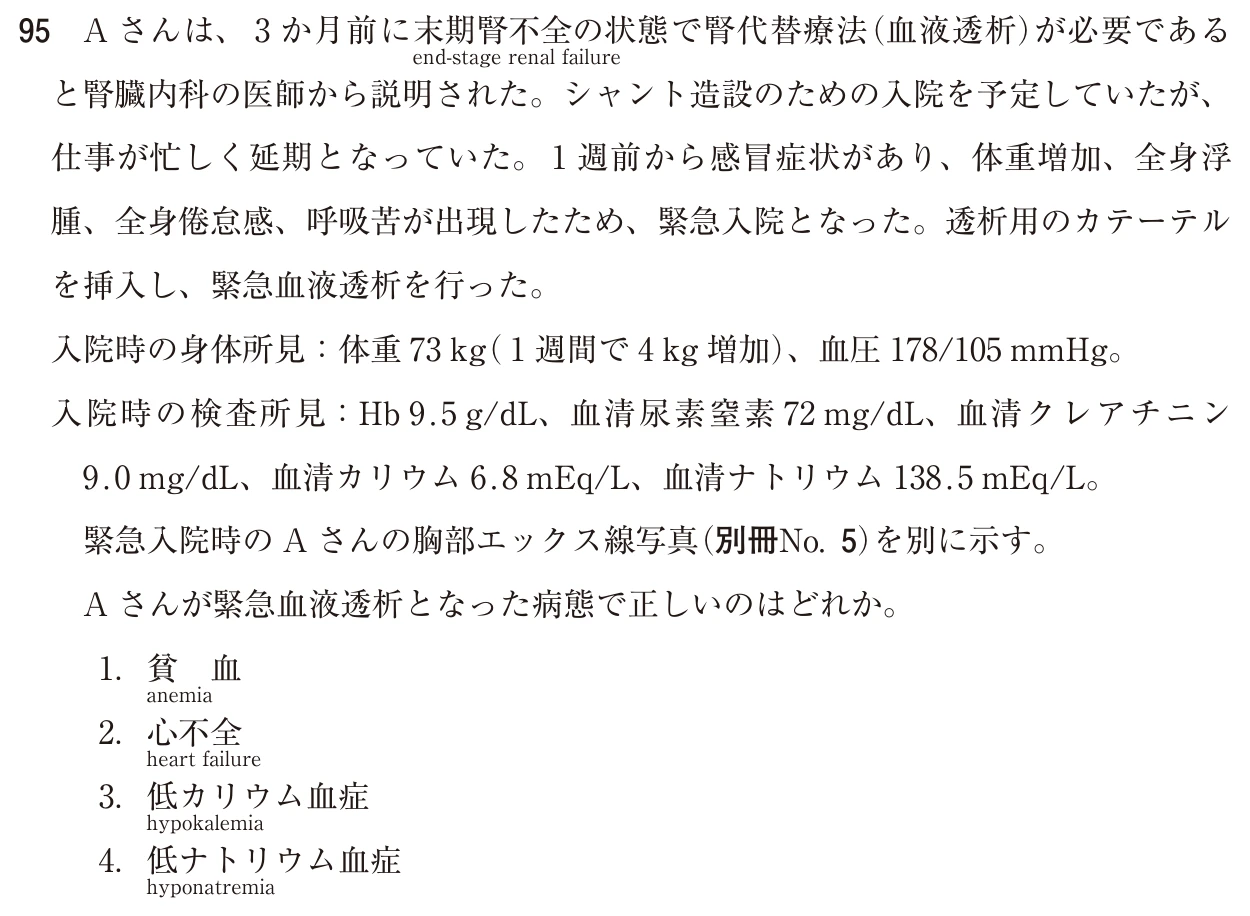 95 Aさんは、3か月前に末期腎不全の状態で腎代替療法(血液透析)が必要である
end-stage renal failure
と腎臓内科の医師から説明された。シャント造設のための入院を予定していたが、
仕事が忙しく延期となっていた。1週前から感冒症状があり、体重増加、全身浮
腫、全身倦怠感、呼吸苦が出現したため、緊急入院となった。透析用のカテーテル
を挿入し、緊急血液透析を行った。
入院時の身体所見:体重73kg(1週間で4kg増加)、血圧178/105mmHg。
入院時の検査所見:Hb 9.5g/dL、血清尿素窒素72mg/dL、血清クレアチニン
9.0mg/dL、血清カリウム6.8mEq/L、血清ナトリウム138.5mEq/L。
緊急入院時のAさんの胸部エックス線写真(別冊No. 5)を別に示す。
Aさんが緊急血液透析となった病態で正しいのはどれか。
1. 貧 血
anemia
2. 心不全
heart failure
3. 低カリウム血症
hypokalemia
4. 低ナトリウム血症
hyponatremia